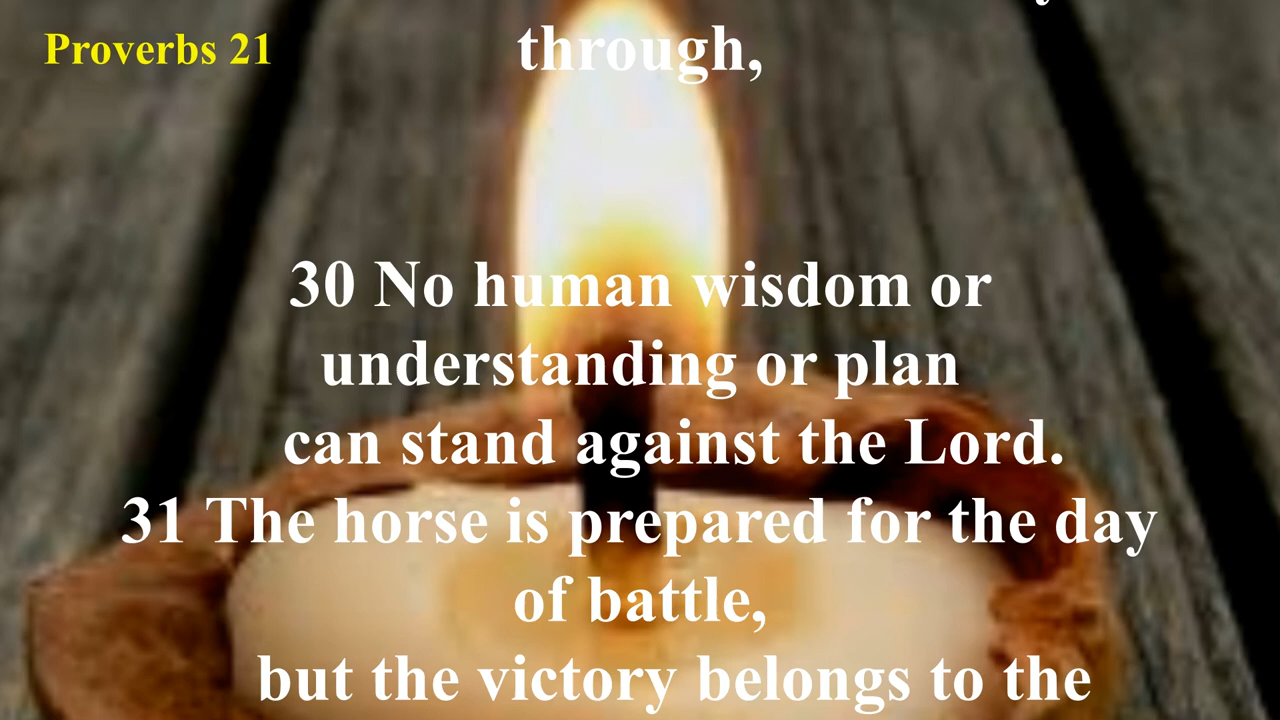 Proverbs 21
through,
30 No human wisdom or
understanding or plan
can stand against the Lord.
31 The horse is prepared for the day
of battle,
but the victory belongs to the